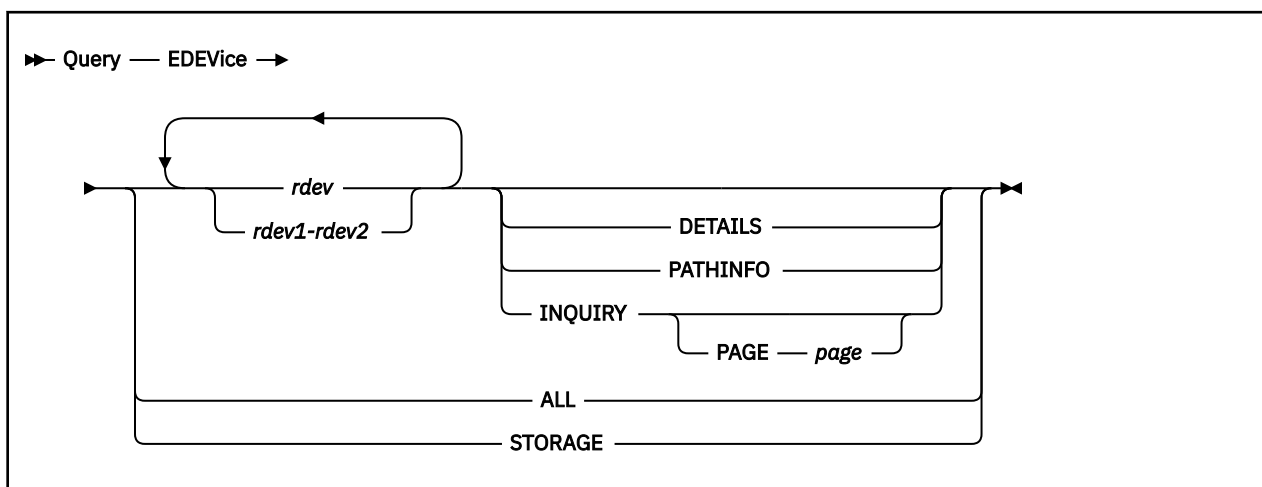 Query EDEVice
rdev
rdev1-rdev2
DETAILS
PATHINFO
INQUIRY
PAGE page
ALL
STORAGE